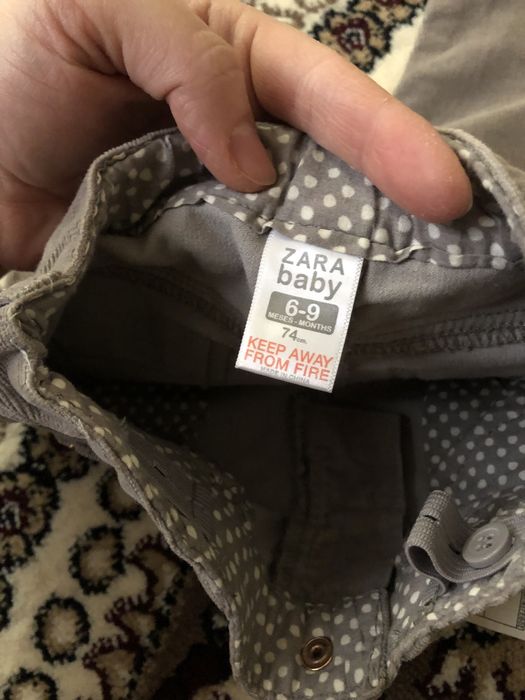 ZARA
baby
6-9
MESES - MONTHS
74cm.
KEEP AWAY
FROM FIRE
MADE IN CHINA